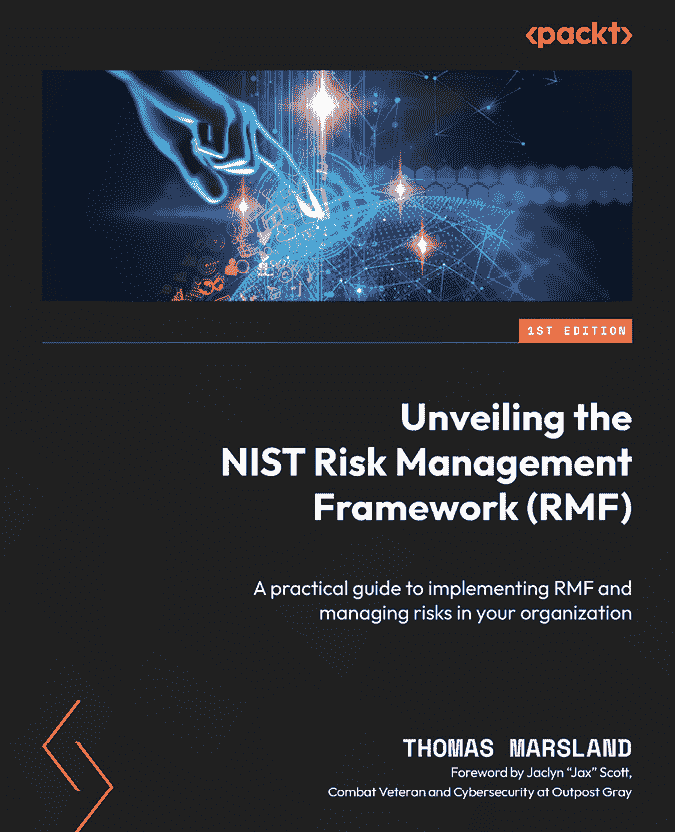 <packt>
1ST EDITION
Unveiling the
NIST Risk Management
Framework (RMF)
A practical guide to implementing RMF and
managing risks in your organization
THOMAS MARSLAND
Foreword by Jaclyn “Jax” Scott,
Combat Veteran and Cybersecurity at Outpost Gray